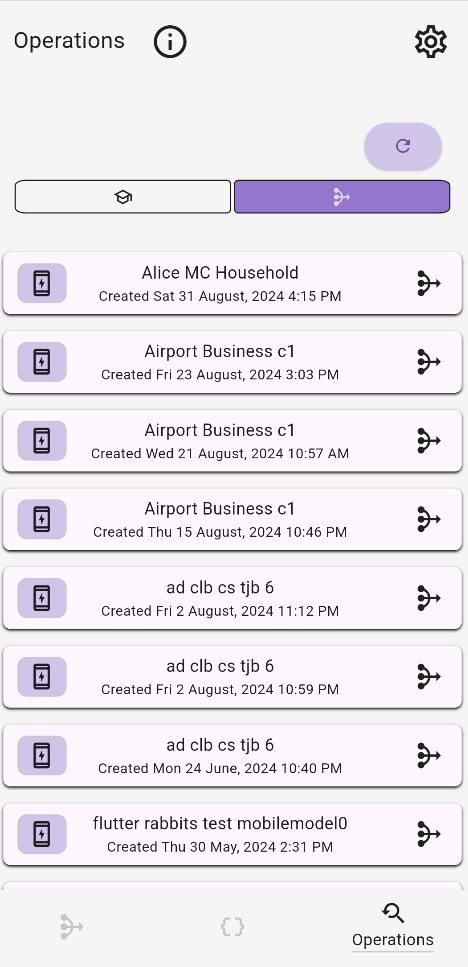 Operations
Alice MC Household
Created Sat 31 August, 2024 4:15 PM
Airport Business c1
Created Fri 23 August, 2024 3:03 PM
Airport Business c1
Created Wed 21 August, 2024 10:57 AM
Airport Business c1
Created Thu 15 August, 2024 10:46 PM
ad clb cs tjb 6
Created Fri 2 August, 2024 11:12 PM
ad clb cs tjb 6
Created Fri 2 August, 2024 10:59 PM
ad clb cs tjb 6
Created Mon 24 June, 2024 10:40 PM
flutter rabbits test mobilemodel0
Created Thu 30 May, 2024 2:31 PM
Operations